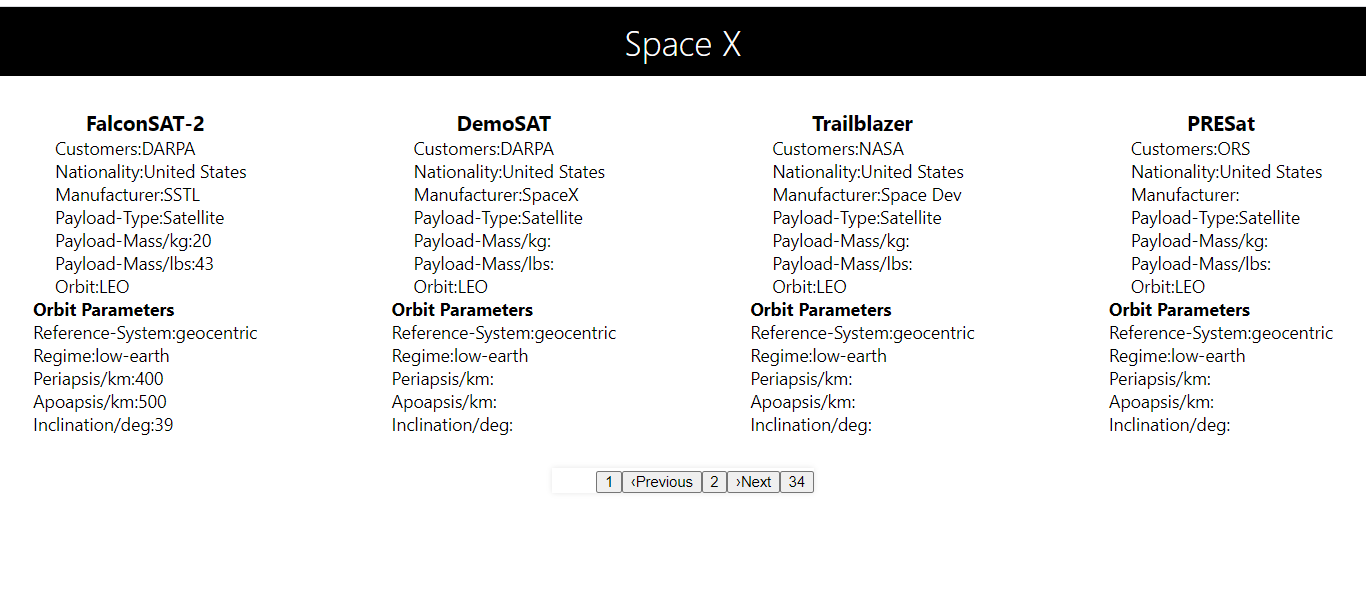 Space X
FalconSAT-2
Customers:DARPA
Nationality:United States
Manufacturer:SSTL
Payload-Type:Satellite
Payload-Mass/kg:20
Payload-Mass/lbs:43
Orbit:LEO
Orbit Parameters
Reference-System:geocentric
Regime:low-earth
Periapsis/km:400
Apoapsis/km:500
Inclination/deg:39
DemoSAT
Customers:DARPA
Nationality:United States
Manufacturer:SpaceX
Payload-Type:Satellite
Payload-Mass/kg:
Payload-Mass/lbs:
Orbit:LEO
Orbit Parameters
Reference-System:geocentric
Regime:low-earth
Periapsis/km:
Apoapsis/km:
Inclination/deg:
Trailblazer
Customers:NASA
Nationality:United States
Manufacturer:Space Dev
Payload-Type:Satellite
Payload-Mass/kg:
Payload-Mass/lbs:
Orbit:LEO
Orbit Parameters
Reference-System:geocentric
Regime:low-earth
Periapsis/km:
Apoapsis/km:
Inclination/deg:
PRESat
Customers:ORS
Nationality:United States
Manufacturer:
Payload-Type:Satellite
Payload-Mass/kg:
Payload-Mass/lbs:
Orbit:LEO
Orbit Parameters
Reference-System:geocentric
Regime:low-earth
Periapsis/km:
Apoapsis/km:
Inclination/deg:
1 ‹Previous 2 ›Next 34